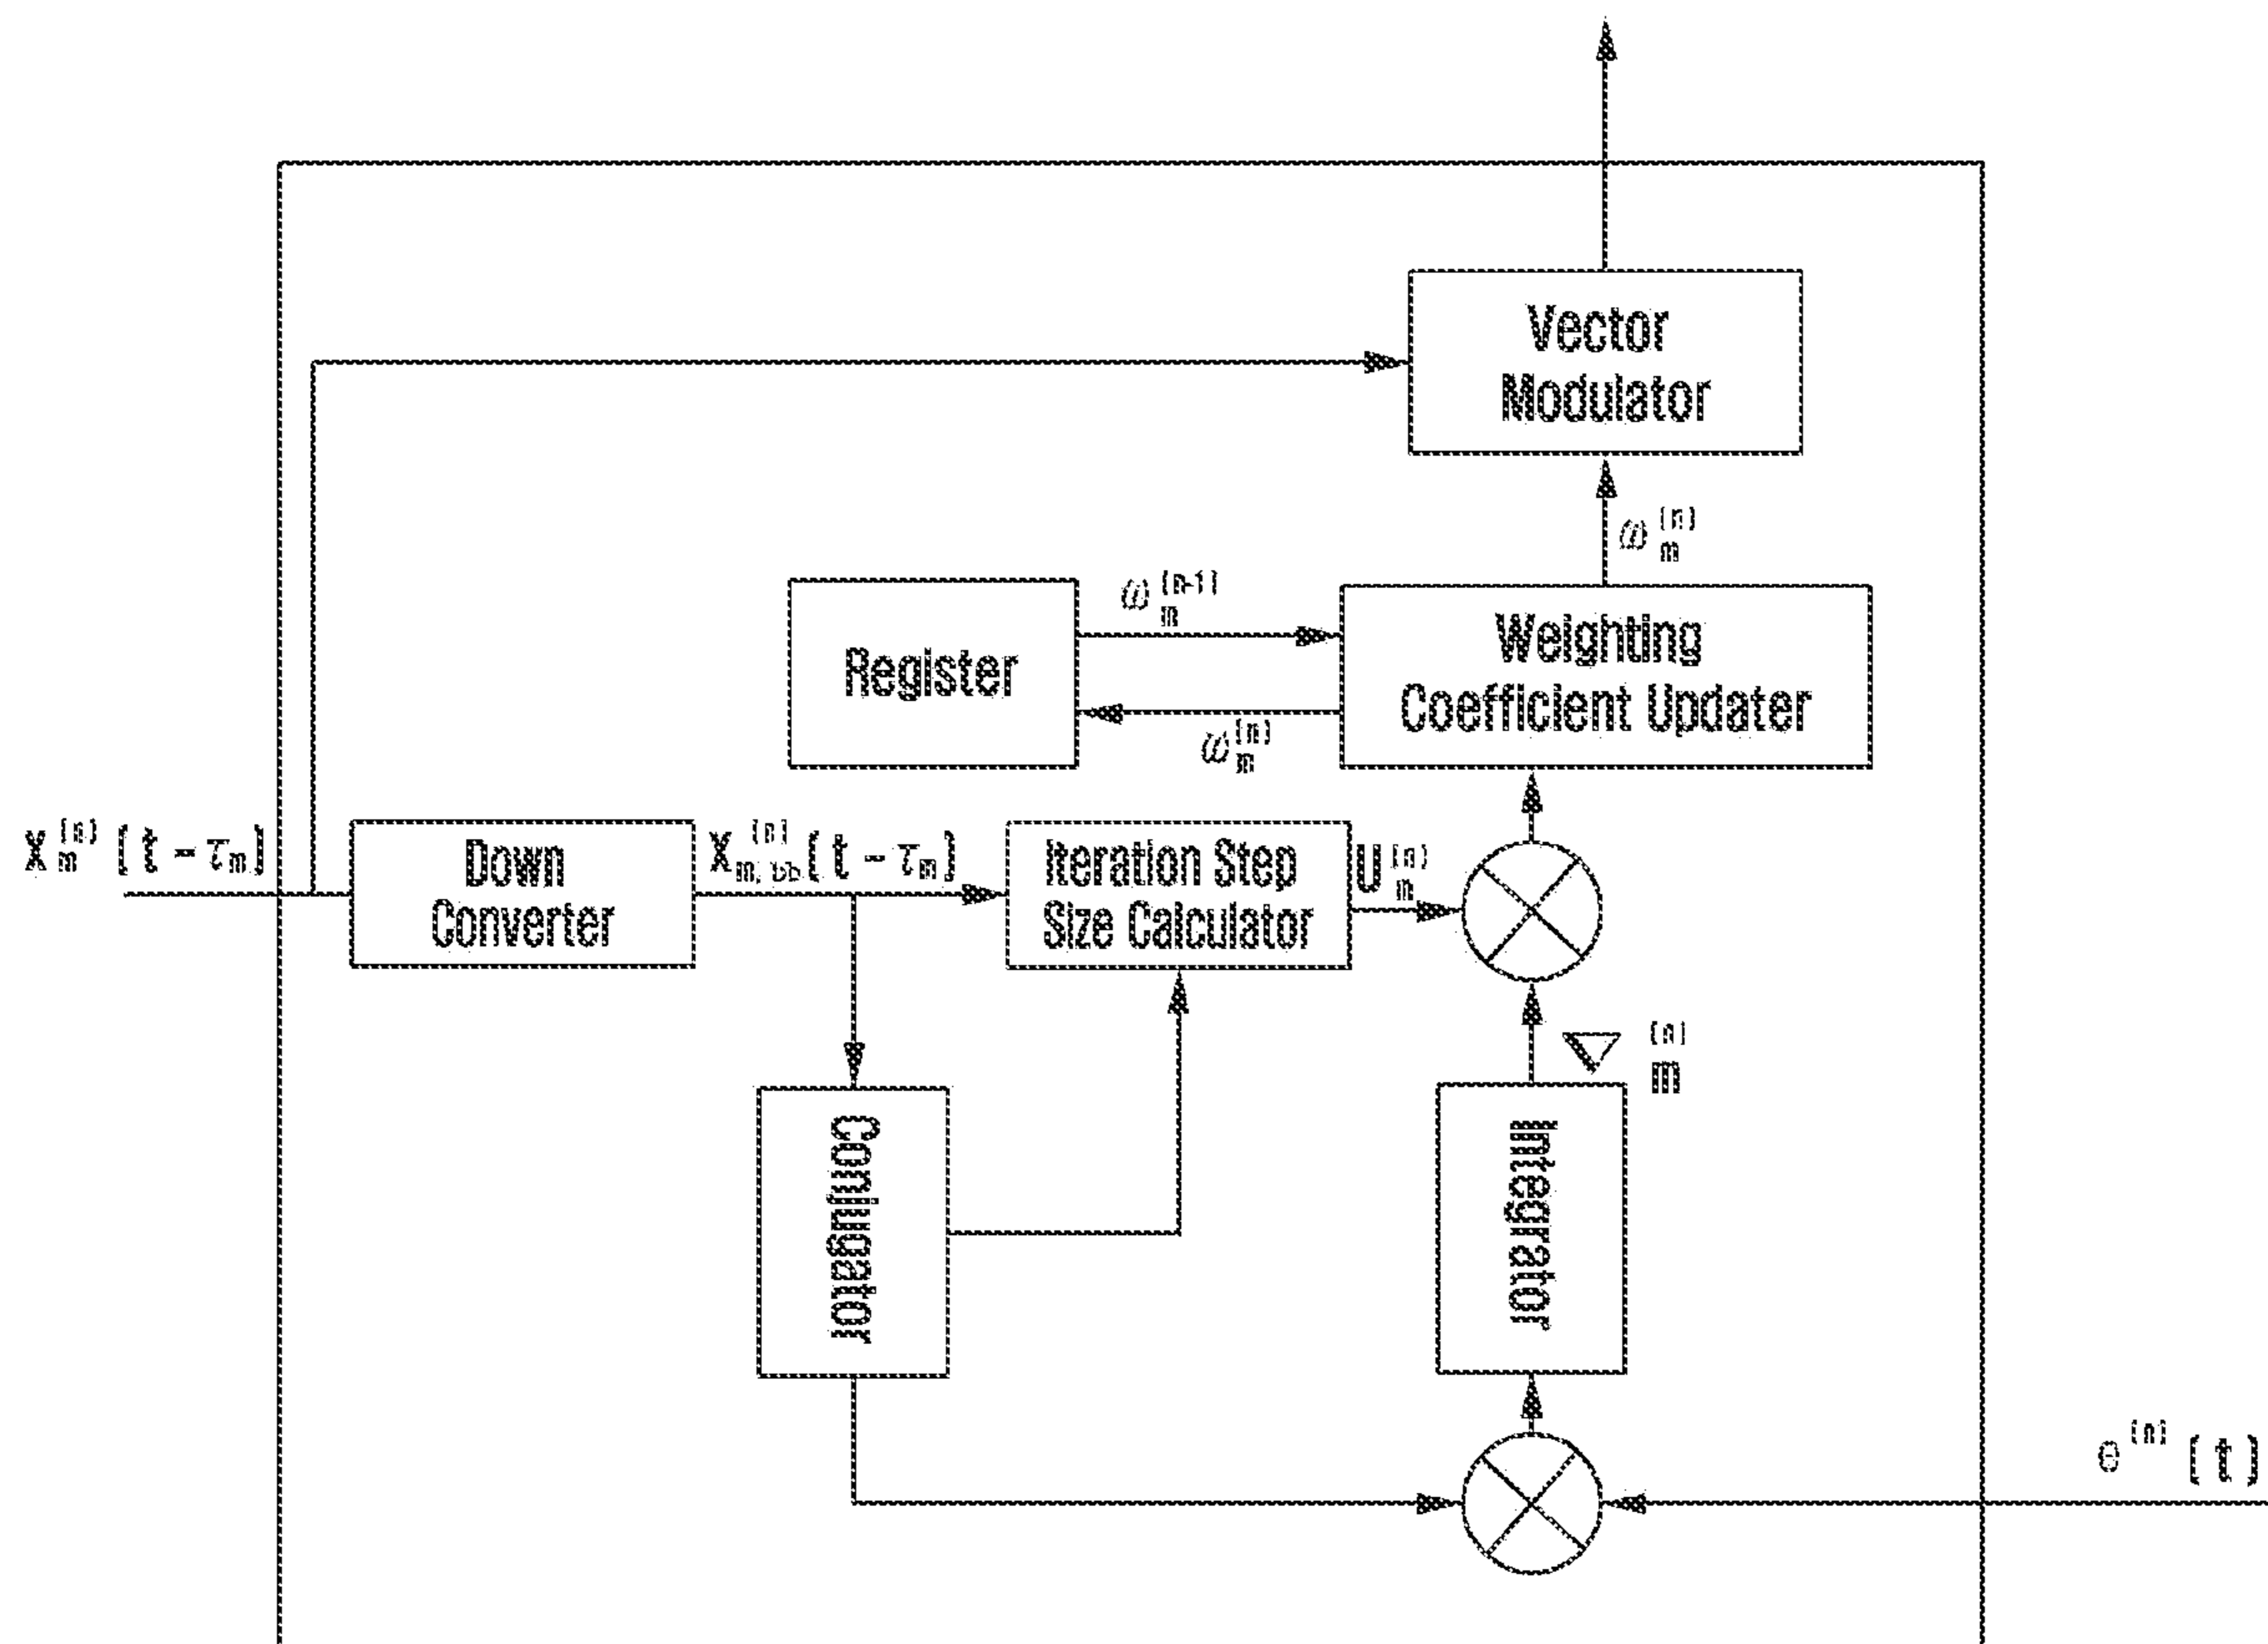 Vector
Modulator
ω_m^(n)
ω_m^(n-1)
Register
Weighting
Coefficient Updater
ω_m^(n)
X_m^(n) (t - τ_m)
Down
Converter
X_m,bb^(n) (t - τ_m)
Iteration Step
Size Calculator
U_m^(n)
▽_m^(n)
Conjugator
Integrator
e^(n) (t)